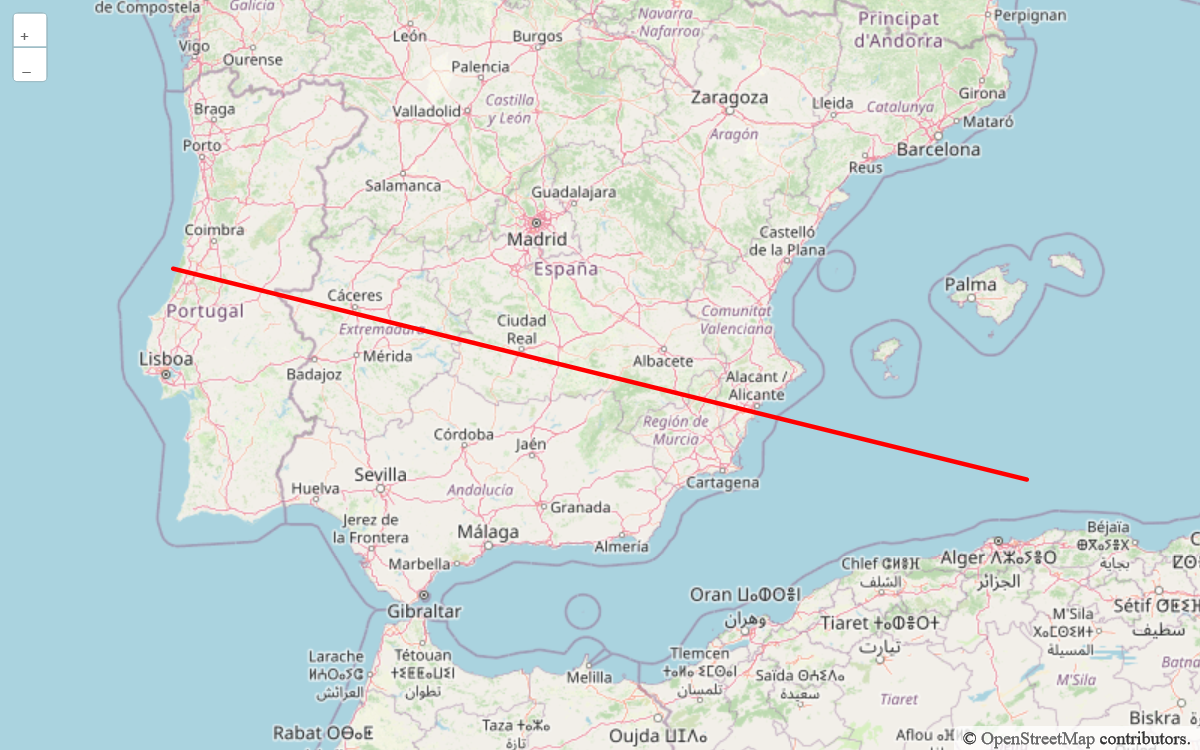 de Compostela
Galicia
León
Burgos
Navarra
- Nafarroa
Principat
d'Andorra
Perpignan
+
–
Vigo
Ourense
Palencia
Castilla
y León
Valladolid
Zaragoza
Aragón
Lleida
Catalunya
Girona
Mataró
Barcelona
Reus
Braga
Porto
Salamanca
Guadalajara
Madrid
España
Coimbra
Castelló
de la Plana
Palma
Portugal
Cáceres
Extremadura
Ciudad
Real
Comunitat
Valenciana
Lisboa
Mérida
Badajoz
Albacete
Alacant /
Alicante
Región de
Murcia
Córdoba
Jaén
Sevilla
Huelva
Andalucía
Cartagena
Granada
Jerez de
la Frontera
Málaga
Marbella
Almería
Gibraltar
Béjaïa
ⴱⴳⴰⵢⴻⵜ
بجاية
Alger
الجزائر
Chlef
الشلف
Oran ⵡⴰⵀⵔⴰⵏ
وهران
Tiaret
تيارت
M'Sila
المسيلة
Sétif
سطيف
Larache
العرائش
Tétouan
تطوان
Melilla
Tlemcen
تلمسان
Saïda
سعيدة
Tiaret
M'Sila
Batna
Rabat
Taza ⵜⴰⵣⴰ
تازة
Oujda
Aflou
Biskra
© OpenStreetMap contributors.